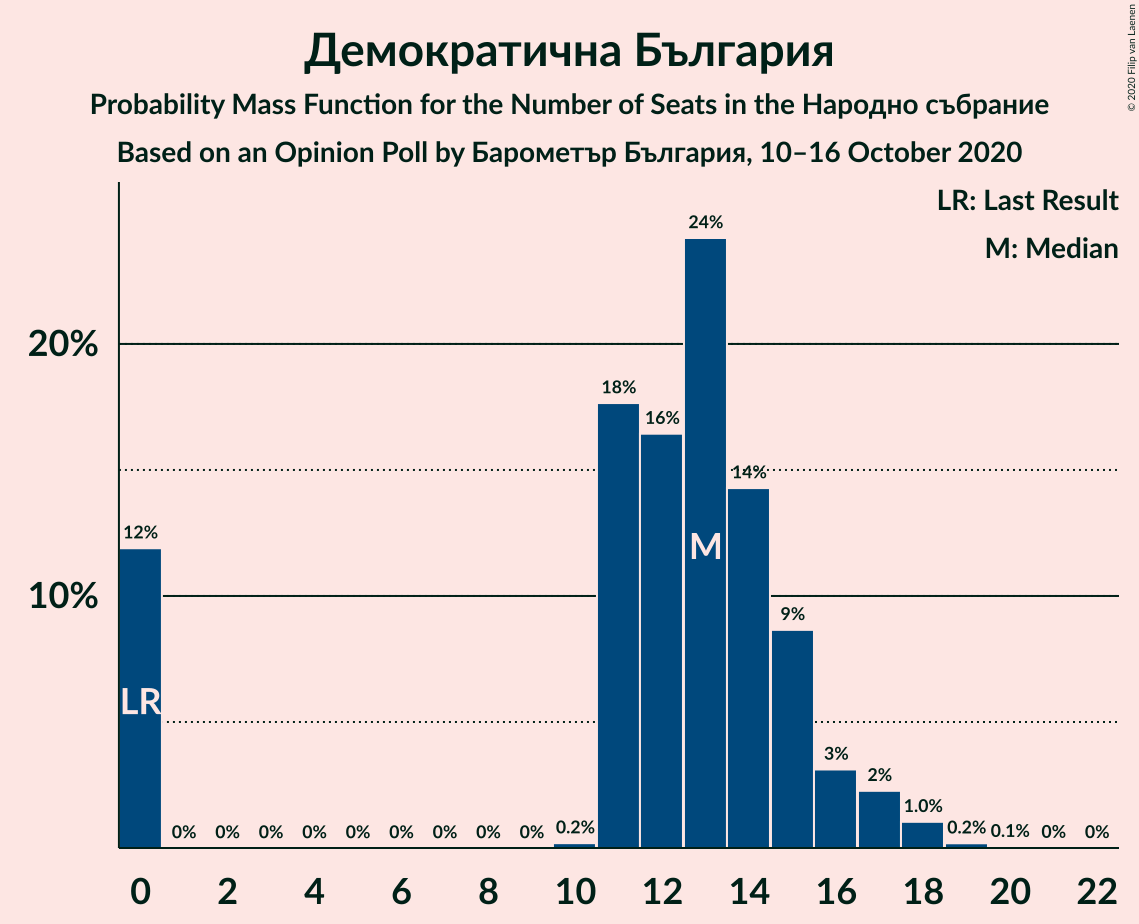 Демократична България
Probability Mass Function for the Number of Seats in the Народно събрание
Based on an Opinion Poll by Барометър България, 10–16 October 2020
© 2020 Filip van Laenen
LR: Last Result
M: Median
20%
10%
12% 0% 0% 0% 0% 0% 0% 0% 0% 0% 0.2% 18% 16% 24% 14% 9% 3% 2% 1.0% 0.2% 0.1% 0% 0%
LR
M
0 2 4 6 8 10 12 14 16 18 20 22